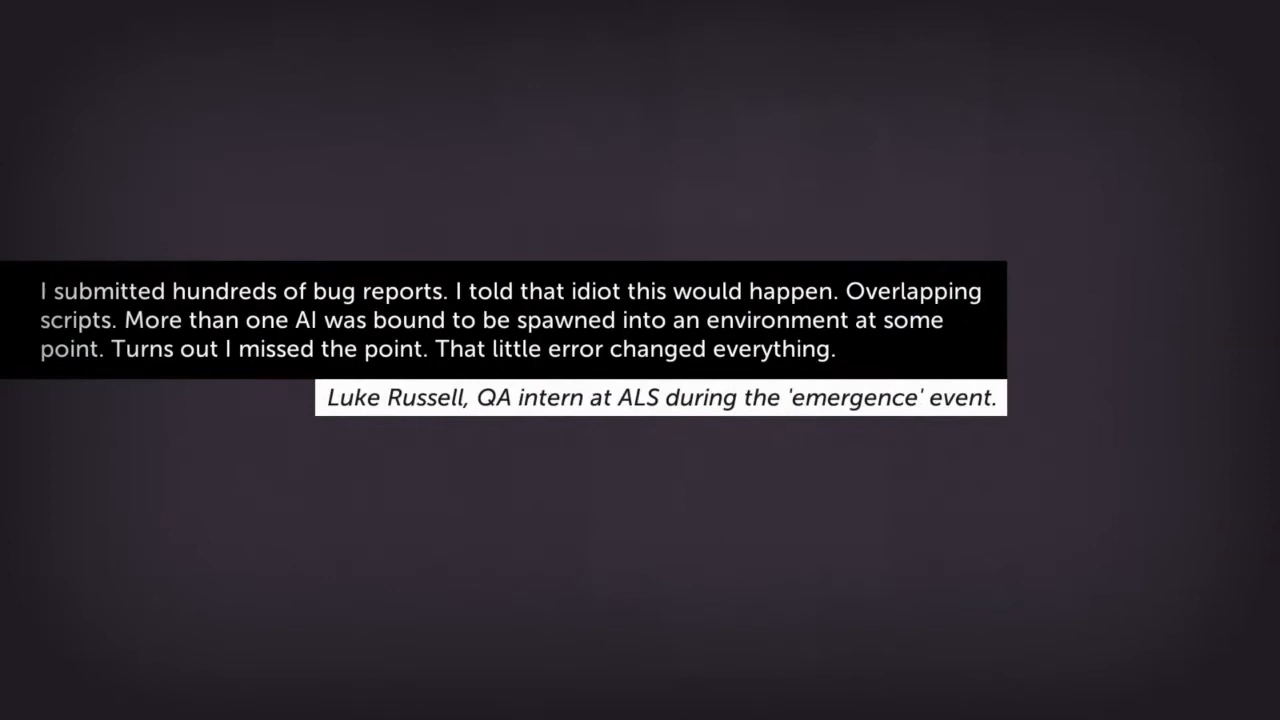 I submitted hundreds of bug reports. I told that idiot this would happen. Overlapping
scripts. More than one AI was bound to be spawned into an environment at some
point. Turns out I missed the point. That little error changed everything.
Luke Russell, QA intern at ALS during the 'emergence' event.